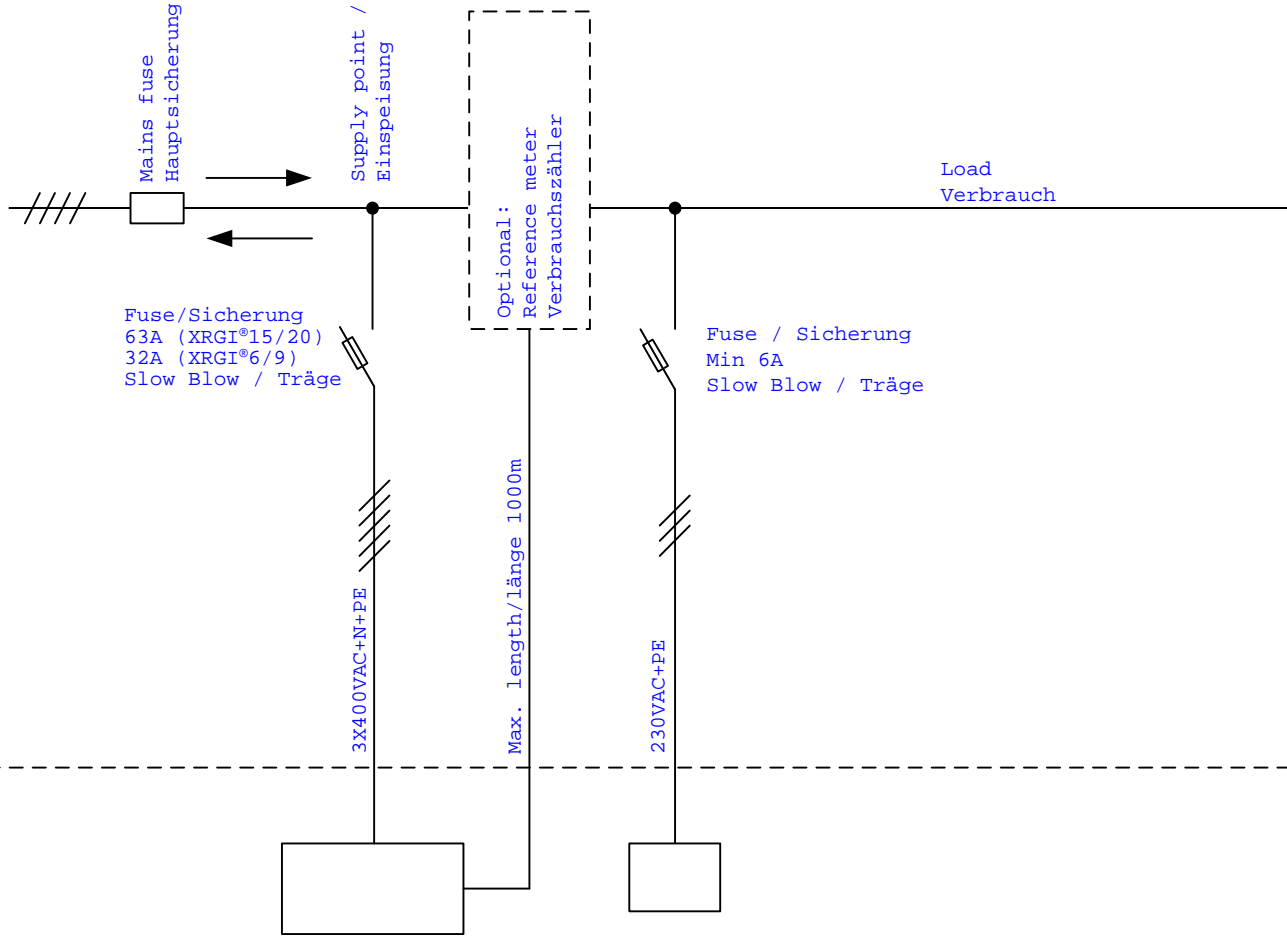 Mains fuse
Hauptsicherung
Supply point /
Einspeisung
Optional:
Reference meter
Verbrauchszähler
Load
Verbrauch
Fuse/Sicherung
63A (XRGI®15/20)
32A (XRGI®6/9)
Slow Blow / Träge
Fuse / Sicherung
Min 6A
Slow Blow / Träge
3X400VAC+N+PE
Max. length/länge 1000m
230VAC+PE